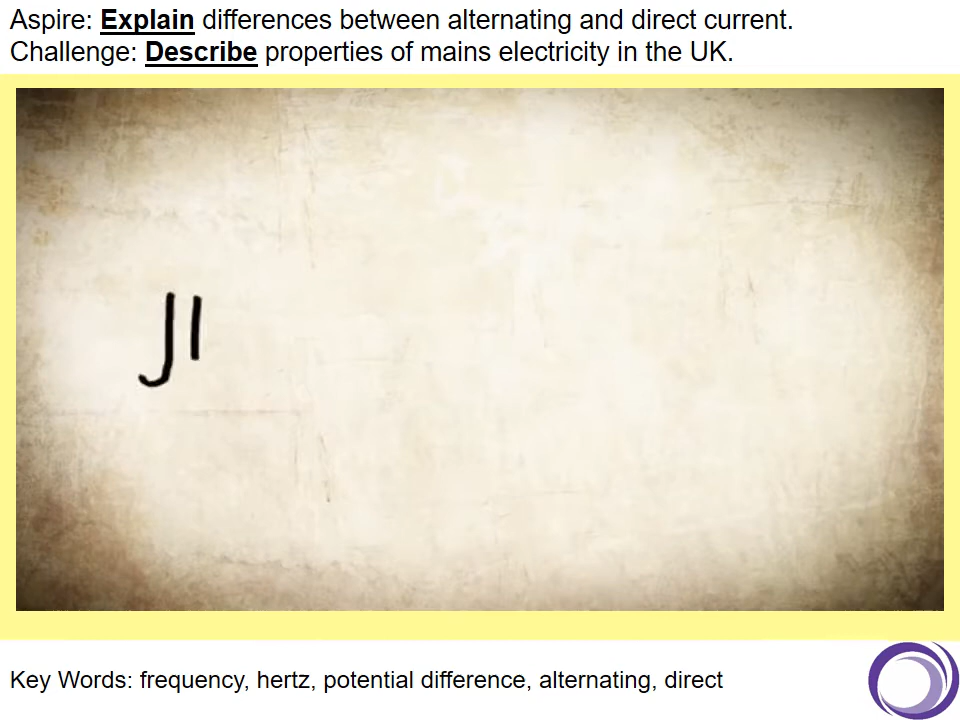 Aspire: Explain differences between alternating and direct current.
Challenge: Describe properties of mains electricity in the UK.
Key Words: frequency, hertz, potential difference, alternating, direct